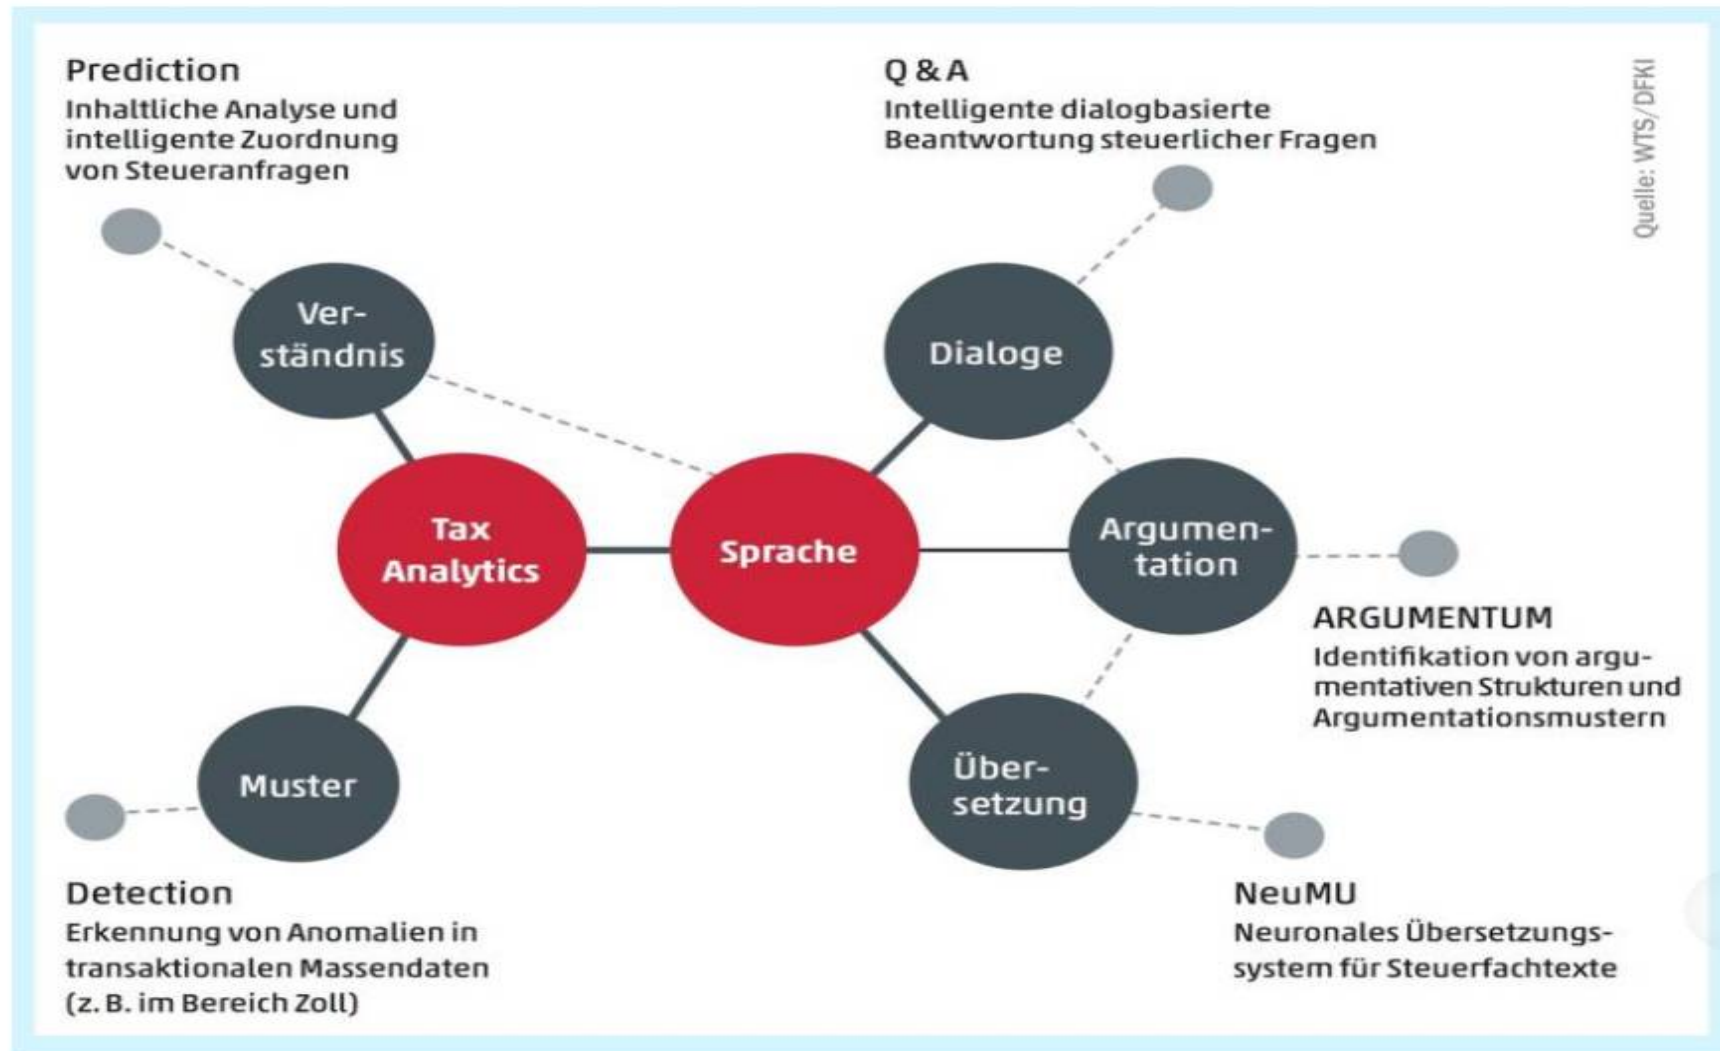 Prediction
Inhaltliche Analyse und
intelligente Zuordnung
von Steueranfragen
Q & A
Intelligente dialogbasierte
Beantwortung steuerlicher Fragen
Quelle: WTS/DFKI
Ver-
ständnis
Dialoge
Tax
Analytics
Sprache
Argumen-
tation
ARGUMENTUM
Identifikation von argu-
mentativen Strukturen und
Argumentationsmustern
Muster
Über-
setzung
Detection
Erkennung von Anomalien in
transaktionalen Massendaten
(z. B. im Bereich Zoll)
NeuMU
Neuronales Übersetzungs-
system für Steuerfachtexte